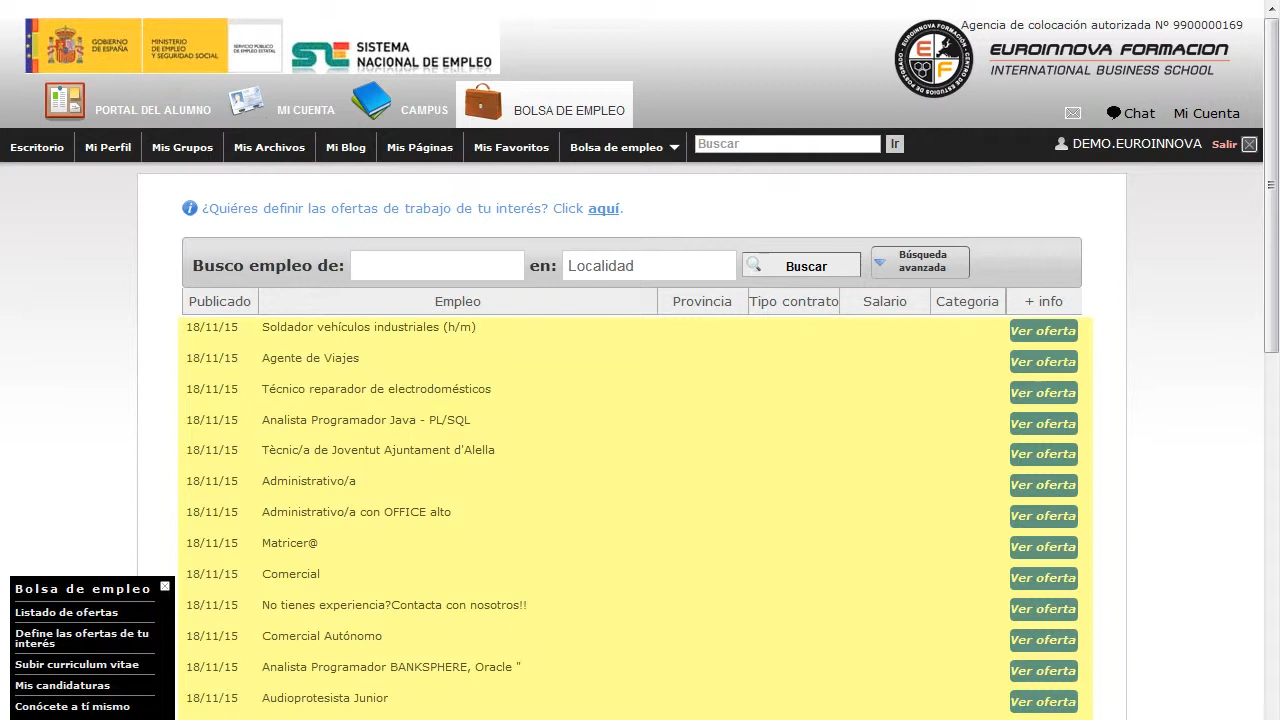 GOBIERNO DE ESPAÑA
MINISTERIO DE EMPLEO Y SEGURIDAD SOCIAL
SERVICIO PÚBLICO DE EMPLEO ESTATAL
SISTEMA NACIONAL DE EMPLEO
Agencia de colocación autorizada Nº 9900000169
EUROINNOVA FORMACION
INTERNATIONAL BUSINESS SCHOOL
PORTAL DEL ALUMNO
MI CUENTA
CAMPUS
BOLSA DE EMPLEO
Chat
Mi Cuenta
Escritorio
Mi Perfil
Mis Grupos
Mis Archivos
Mi Blog
Mis Páginas
Mis Favoritos
Bolsa de empleo
Buscar
Ir
DEMO.EUROINNOVA
Salir
¿Quiéres definir las ofertas de trabajo de tu interés? Click aquí.
Busco empleo de:
en:
Localidad
Buscar
Búsqueda avanzada
Publicado Empleo Provincia Tipo contrato Salario Categoria + info
18/11/15 Soldador vehículos industriales (h/m) Ver oferta
18/11/15 Agente de Viajes Ver oferta
18/11/15 Técnico reparador de electrodomésticos Ver oferta
18/11/15 Analista Programador Java - PL/SQL Ver oferta
18/11/15 Tècnic/a de Joventut Ajuntament d'Alella Ver oferta
18/11/15 Administrativo/a Ver oferta
18/11/15 Administrativo/a con OFFICE alto Ver oferta
18/11/15 Matricer@ Ver oferta
18/11/15 Comercial Ver oferta
18/11/15 No tienes experiencia?Contacta con nosotros!! Ver oferta
18/11/15 Comercial Autónomo Ver oferta
18/11/15 Analista Programador BANKSPHERE, Oracle " Ver oferta
18/11/15 Audioprotesista Junior Ver oferta
Bolsa de empleo
Listado de ofertas
Define las ofertas de tu
interés
Subir curriculum vitae
Mis candidaturas
Conócete a tí mismo